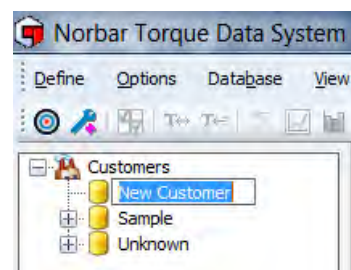 Norbar Torque Data System
Define Options Database View
Customers
New Customer
Sample
Unknown